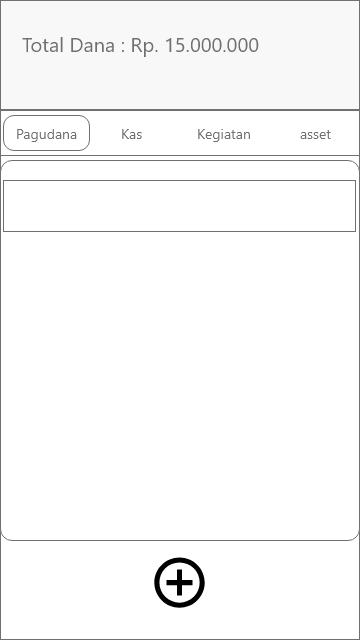 Total Dana : Rp. 15.000.000
Pagudana Kas Kegiatan asset